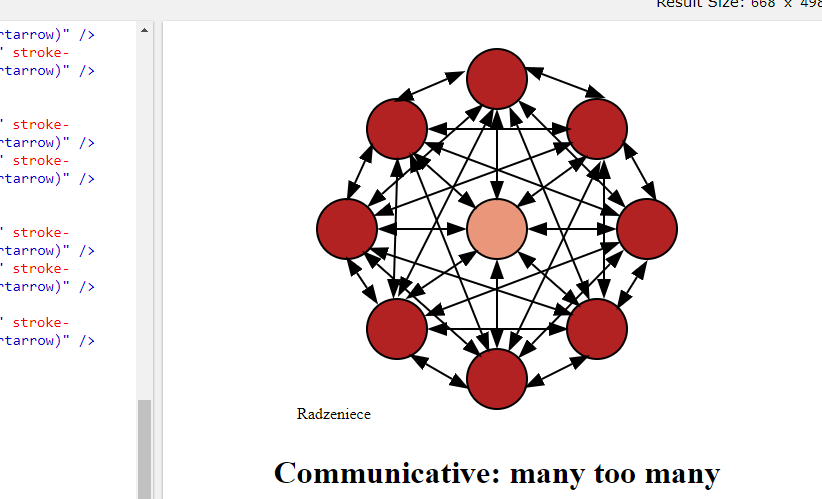 Result Size: 668 x 498
rtarrow)" />
" stroke-
rtarrow)" />
" stroke-
rtarrow)" />
" stroke-
rtarrow)" />
" stroke-
rtarrow)" />
" stroke-
rtarrow)" />
" stroke-
rtarrow)" />
Radzeniece
Communicative: many too many